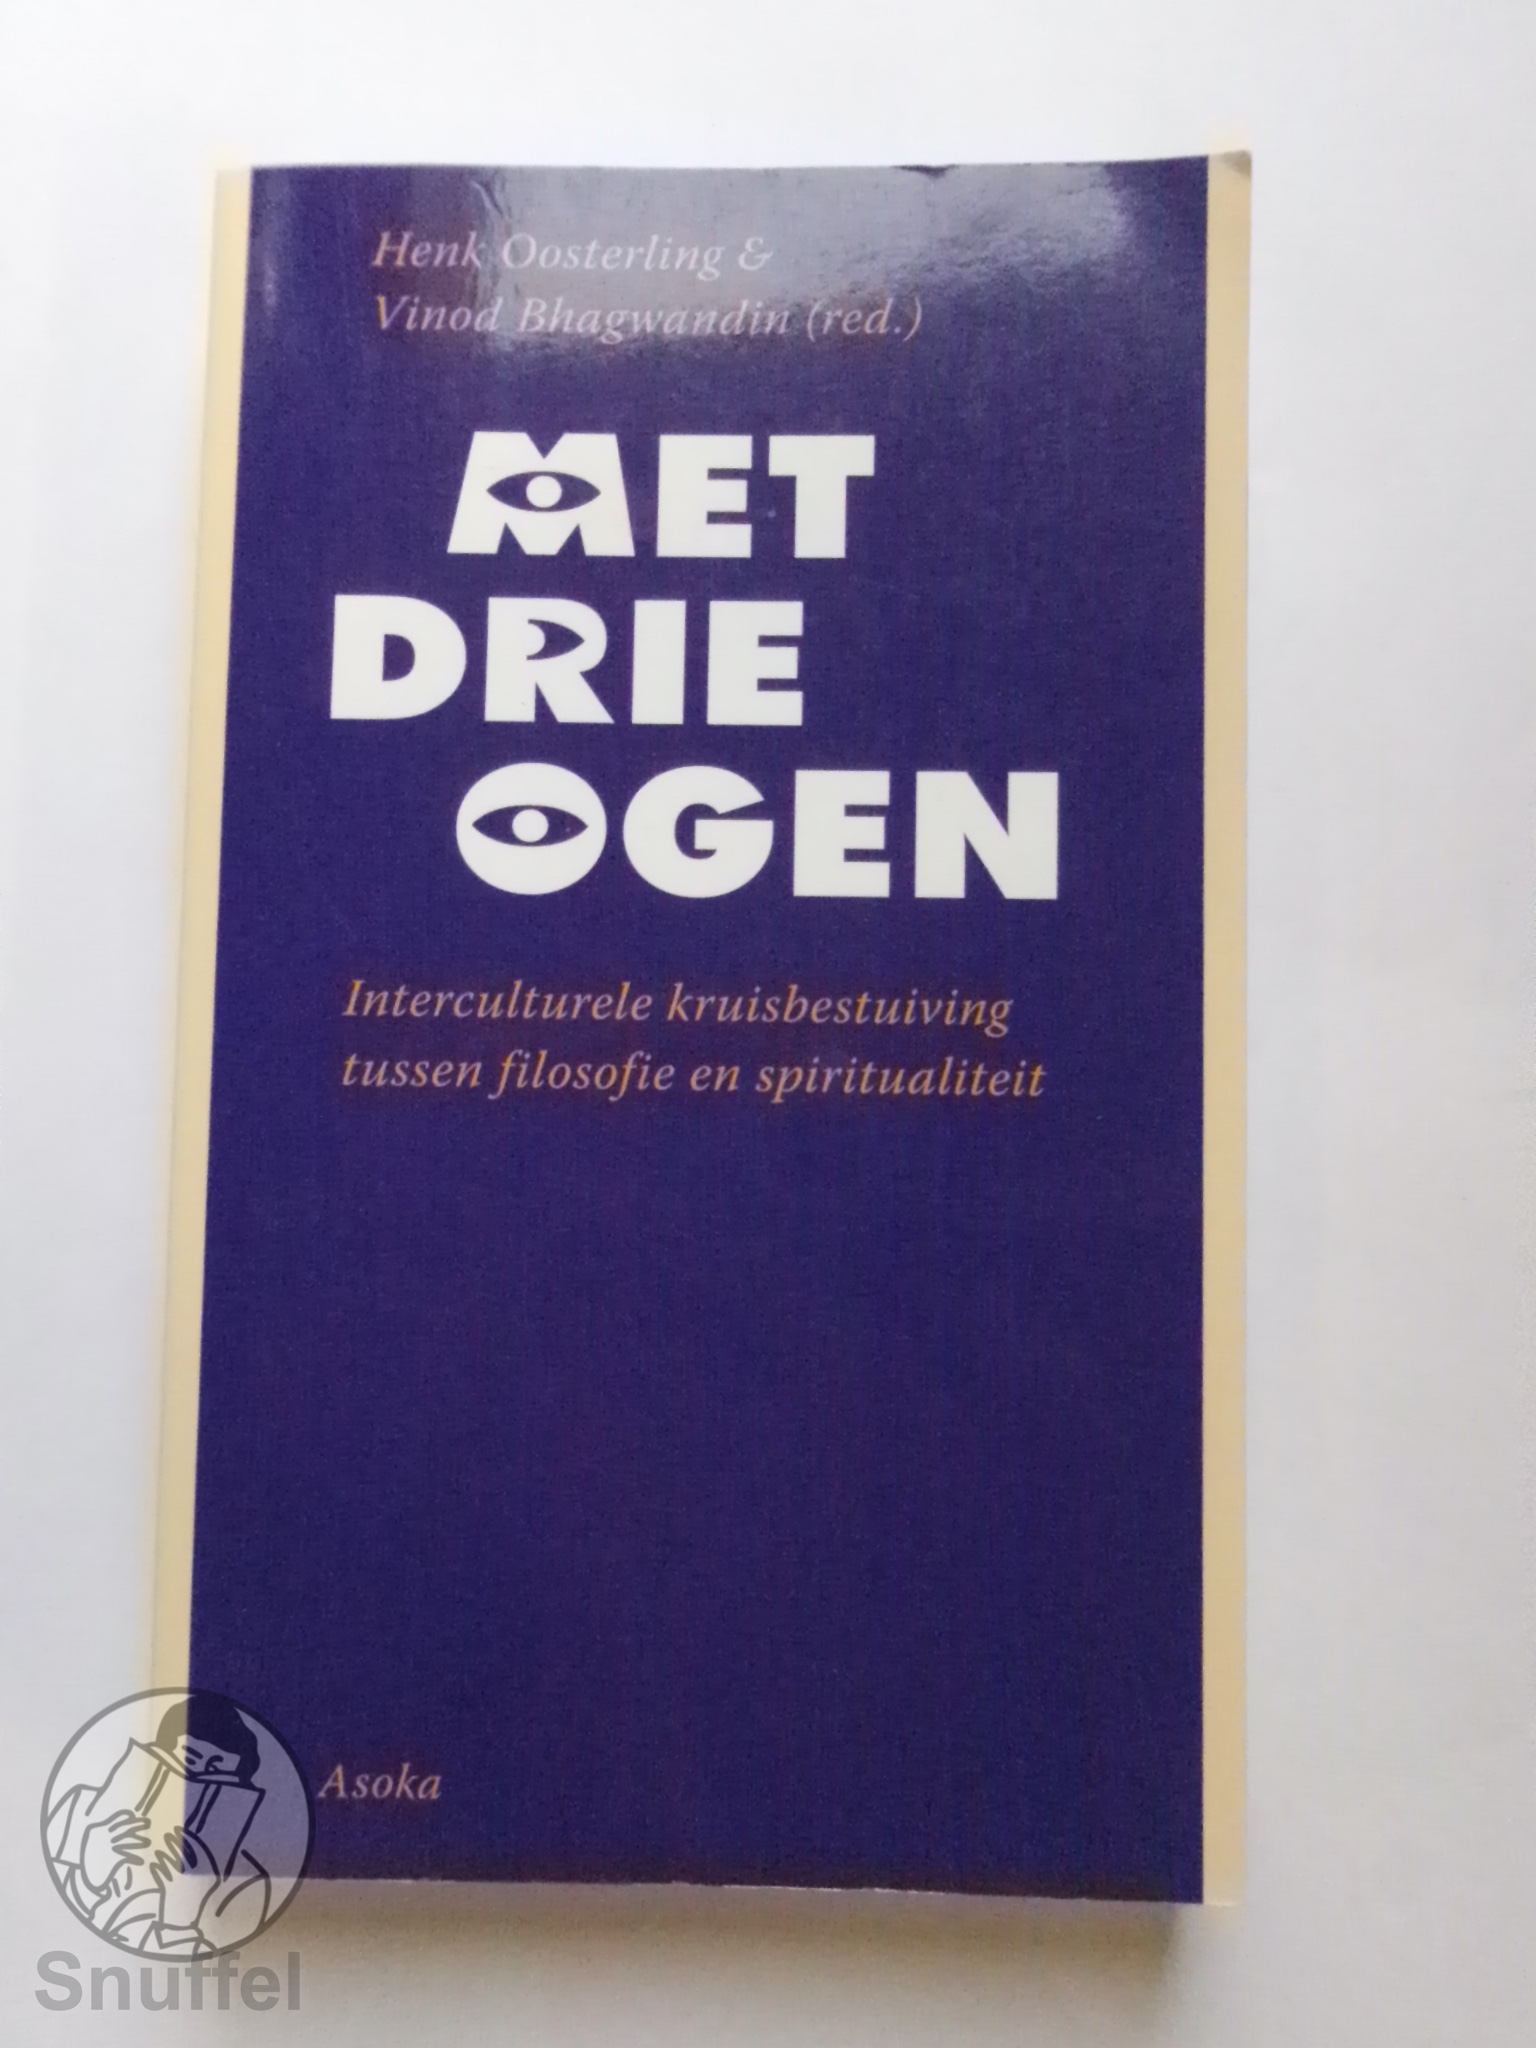 Henk Oosterling &
Vinod Bhagwandin (red.)
MET
DRIE
OGEN
Interculturele kruisbestuiving
tussen filosofie en spiritualiteit
Asoka
Snuffel